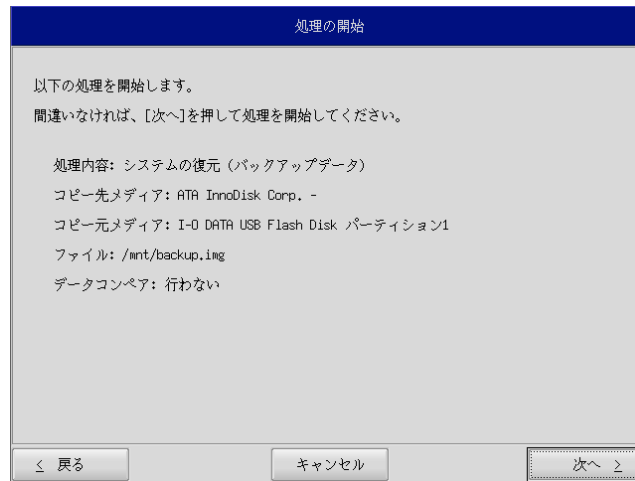 処理の開始
以下の処理を開始します。
間違いなければ、[次へ]を押して処理を開始してください。
処理内容: システムの復元（バックアップデータ）
コピー先メディア: ATA InnoDisk Corp. -
コピー元メディア: I-O DATA USB Flash Disk パーティション1
ファイル: /mnt/backup.img
データコンペア: 行わない
< 戻る
キャンセル
次へ >